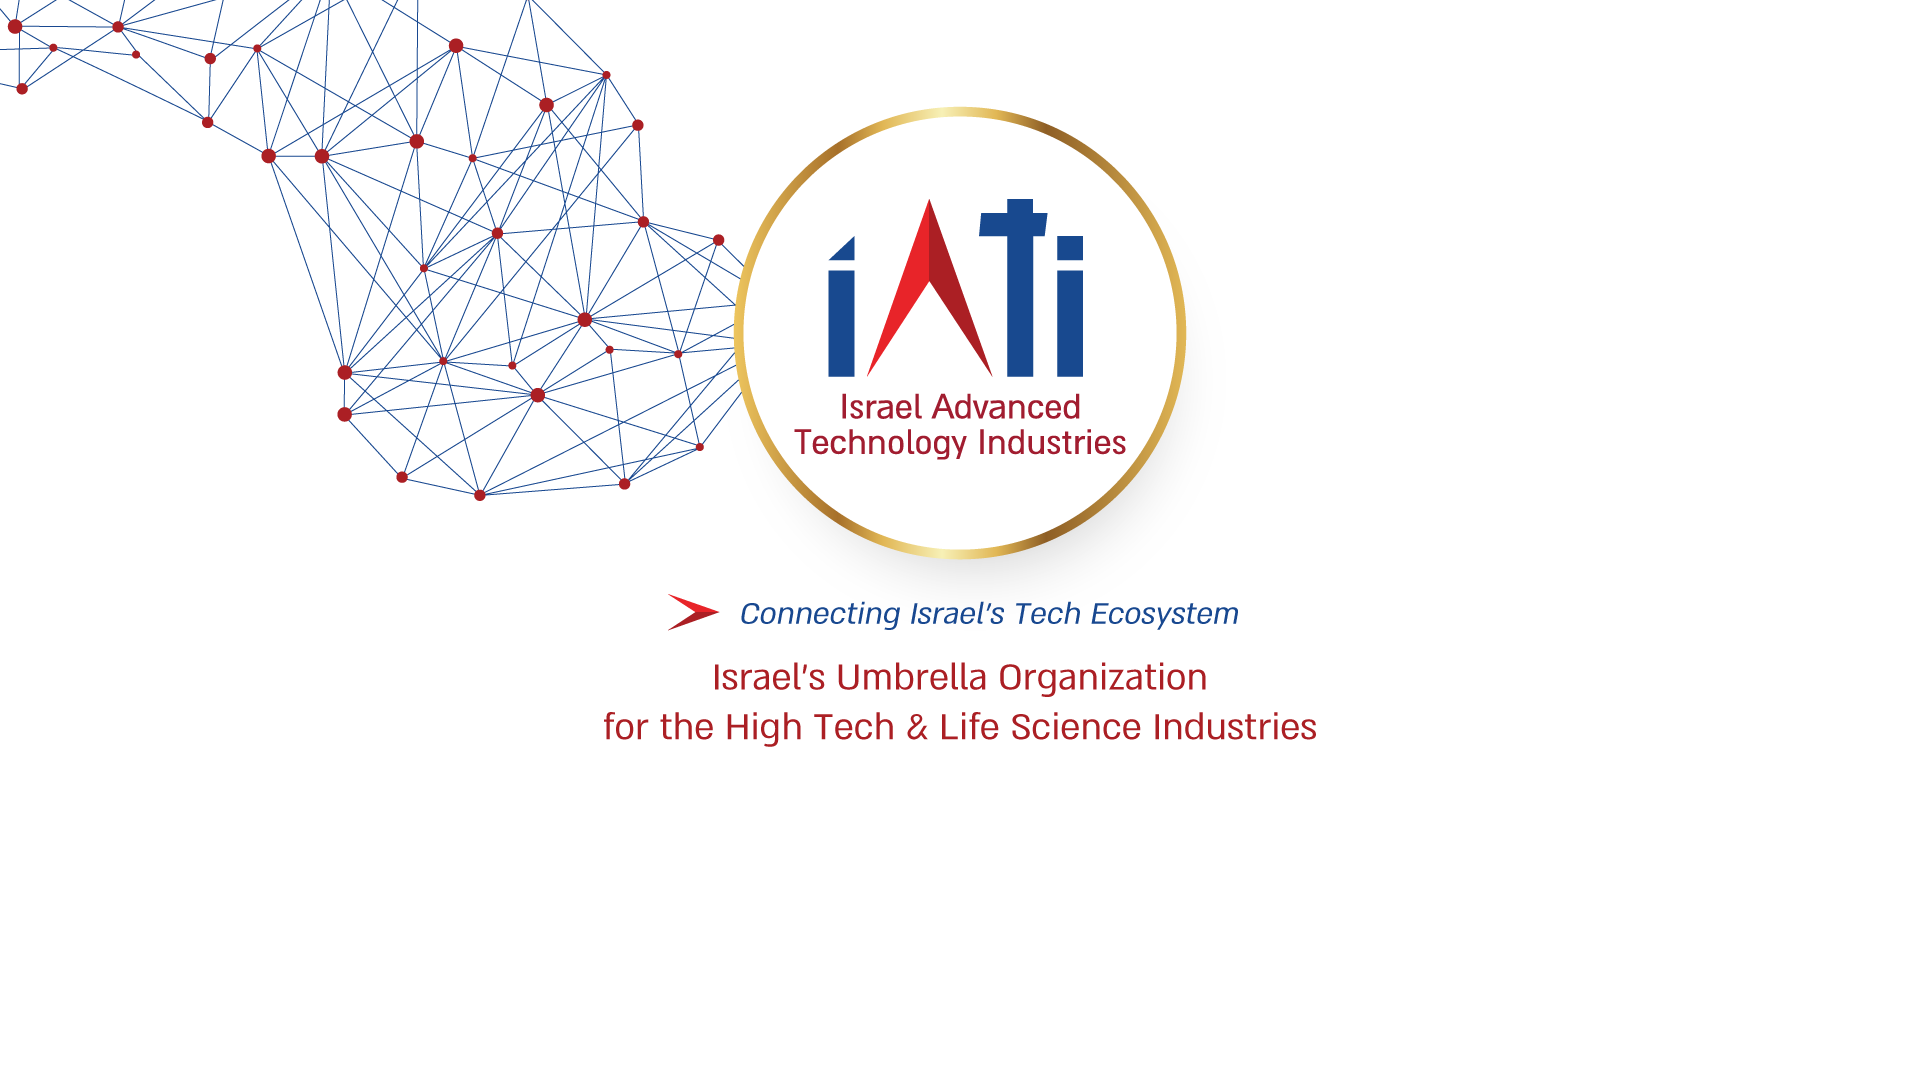 iATi
Israel Advanced
Technology Industries
Connecting Israel's Tech Ecosystem
Israel's Umbrella Organization
for the High Tech & Life Science Industries